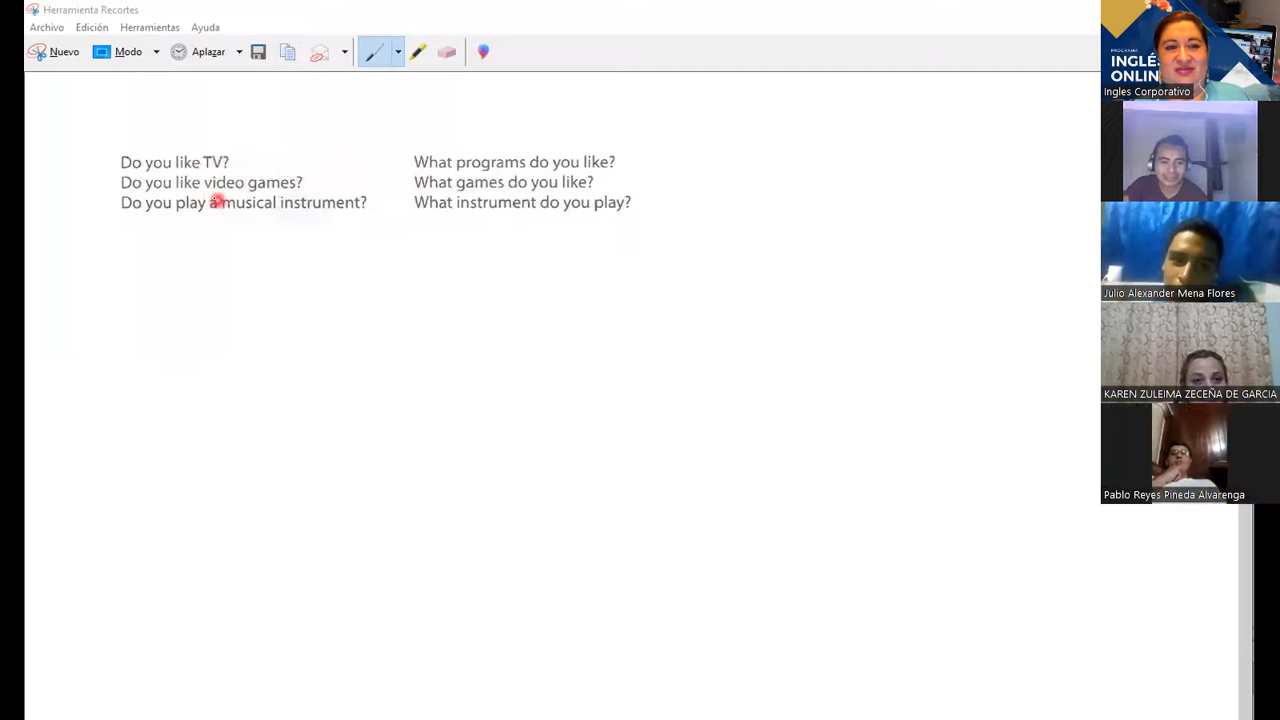 Herramienta Recortes
Archivo Edición Herramientas Ayuda
Nuevo Modo Aplazar
Do you like TV? What programs do you like?
Do you like video games? What games do you like?
Do you play a musical instrument? What instrument do you play?
PROGRAMA
INGLÉS
ONLIN
Ingles Corporativo
Julio Alexander Mena Flores
KAREN ZULEIMA ZECEÑA DE GARCIA
Pablo Reyes Pineda Alvarenga